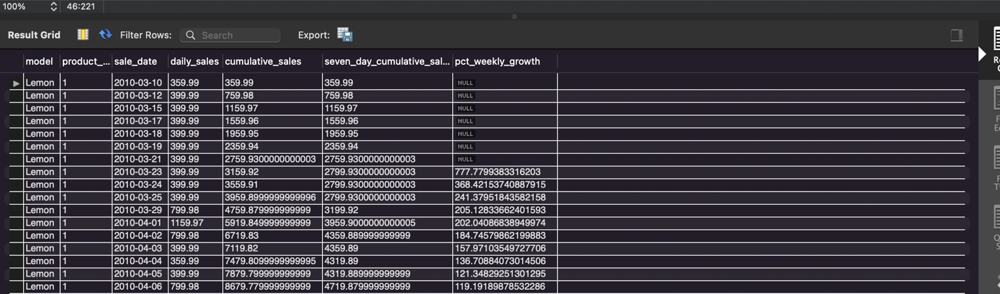 100% 46:221
Result Grid Filter Rows: Search Export:
model product_... sale_date daily_sales cumulative_sales seven_day_cumulative_sal... pct_weekly_growth
Lemon 1 2010-03-10 359.99 359.99 359.99 NULL
Lemon 1 2010-03-12 399.99 759.98 759.98 NULL
Lemon 1 2010-03-15 399.99 1159.97 1159.97 NULL
Lemon 1 2010-03-17 399.99 1559.96 1559.96 NULL
Lemon 1 2010-03-18 399.99 1959.95 1959.95 NULL
Lemon 1 2010-03-19 399.99 2359.94 2359.94 NULL
Lemon 1 2010-03-21 399.99 2759.9300000000003 2759.9300000000003 NULL
Lemon 1 2010-03-23 399.99 3159.92 2799.9300000000003 777.7799383316203
Lemon 1 2010-03-24 399.99 3559.91 2799.9300000000003 368.42153740887915
Lemon 1 2010-03-25 399.99 3959.8999999999996 2799.9300000000003 241.37951843582158
Lemon 1 2010-03-29 799.98 4759.879999999999 3199.92 205.12833662401593
Lemon 1 2010-04-01 1159.97 5919.849999999999 3959.9000000000005 202.04086838949974
Lemon 1 2010-04-02 799.98 6719.83 4359.889999999999 184.74579862199883
Lemon 1 2010-04-03 399.99 7119.82 4359.89 157.97103549727706
Lemon 1 2010-04-04 359.99 7479.8099999999995 4319.89 136.70884073014506
Lemon 1 2010-04-05 399.99 7879.799999999999 4319.889999999999 121.34829251301295
Lemon 1 2010-04-06 799.98 8679.779999999999 4719.879999999999 119.19189878532286